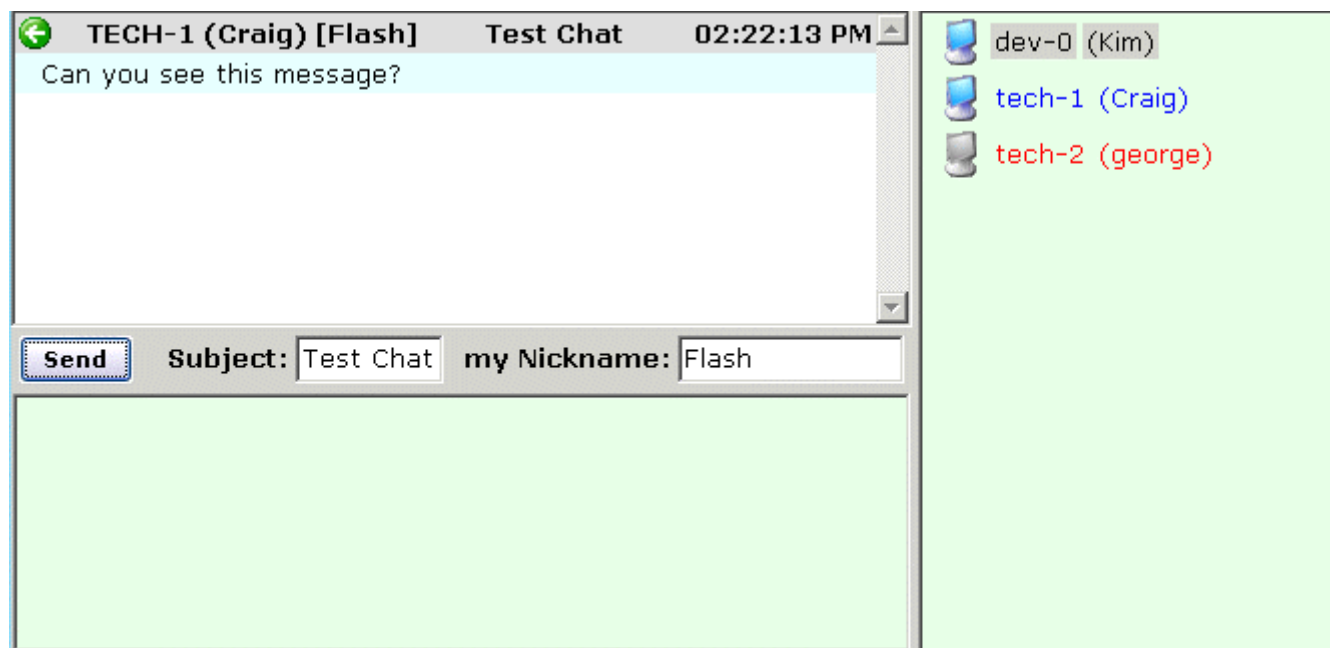 TECH-1 (Craig) [Flash] Test Chat 02:22:13 PM
Can you see this message?
Send Subject: Test Chat my Nickname: Flash
dev-0 (Kim)
tech-1 (Craig)
tech-2 (george)